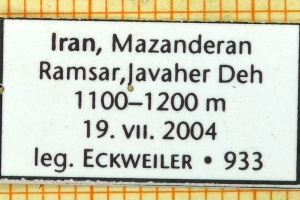 Iran, Mazanderan
Ramsar,Javaher Deh
1100–1200 m
19. VII. 2004
leg. ECKWEILER • 933